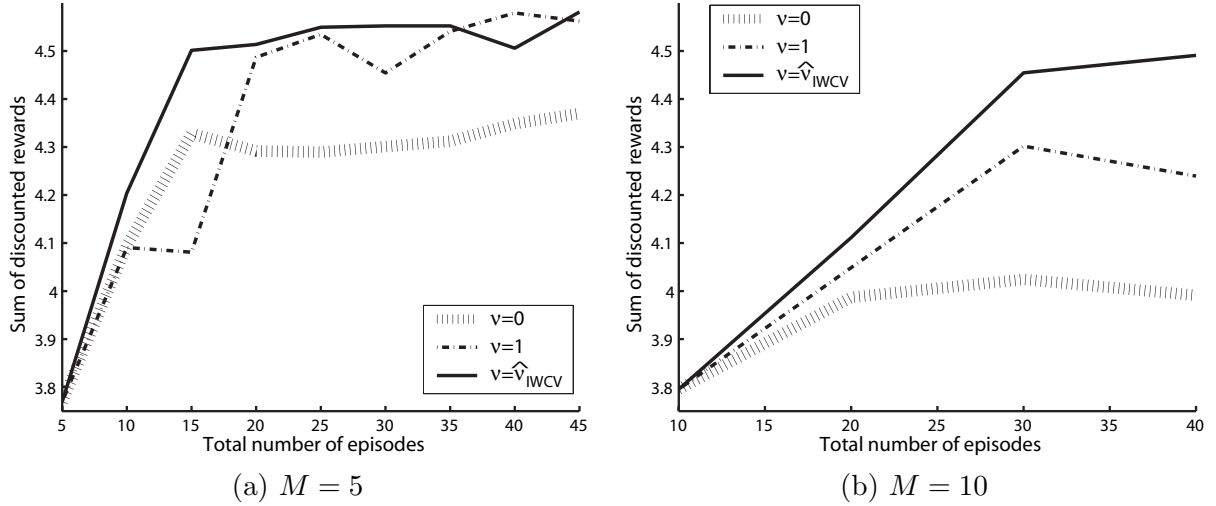 Sum of discounted rewards
4.5
4.4
4.3
4.2
4.1
4
3.9
3.8
ν=0
ν=1
ν=ν̂IWCV
5 10 15 20 25 30 35 40 45
Total number of episodes
(a) M = 5
Sum of discounted rewards
4.5
4.4
4.3
4.2
4.1
4
3.9
3.8
ν=0
ν=1
ν=ν̂IWCV
10 15 20 25 30 35 40
Total number of episodes
(b) M = 10